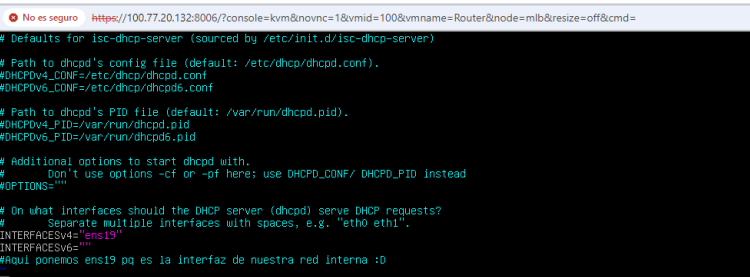 No es seguro https://100.77.20.132:8006/?console=kvm&novnc=1&vmid=100&vmname=Router&node=mlb&resize=off&cmd=
# Defaults for isc-dhcp-server (sourced by /etc/init.d/isc-dhcp-server)
# Path to dhcpd's config file (default: /etc/dhcp/dhcpd.conf).
#DHCPDv4_CONF=/etc/dhcp/dhcpd.conf
#DHCPDv6_CONF=/etc/dhcp/dhcpd6.conf
# Path to dhcpd's PID file (default: /var/run/dhcpd.pid).
#DHCPDv4_PID=/var/run/dhcpd.pid
#DHCPDv6_PID=/var/run/dhcpd6.pid
# Additional options to start dhcpd with.
#       Don't use options -cf or -pf here; use DHCPD_CONF/ DHCPD_PID instead
#OPTIONS=""
# On what interfaces should the DHCP server (dhcpd) serve DHCP requests?
#       Separate multiple interfaces with spaces, e.g. "eth0 eth1".
INTERFACESv4="ens19"
INTERFACESv6=""
#Aqui ponemos ens19 pq es la interfaz de nuestra red interna :D
~